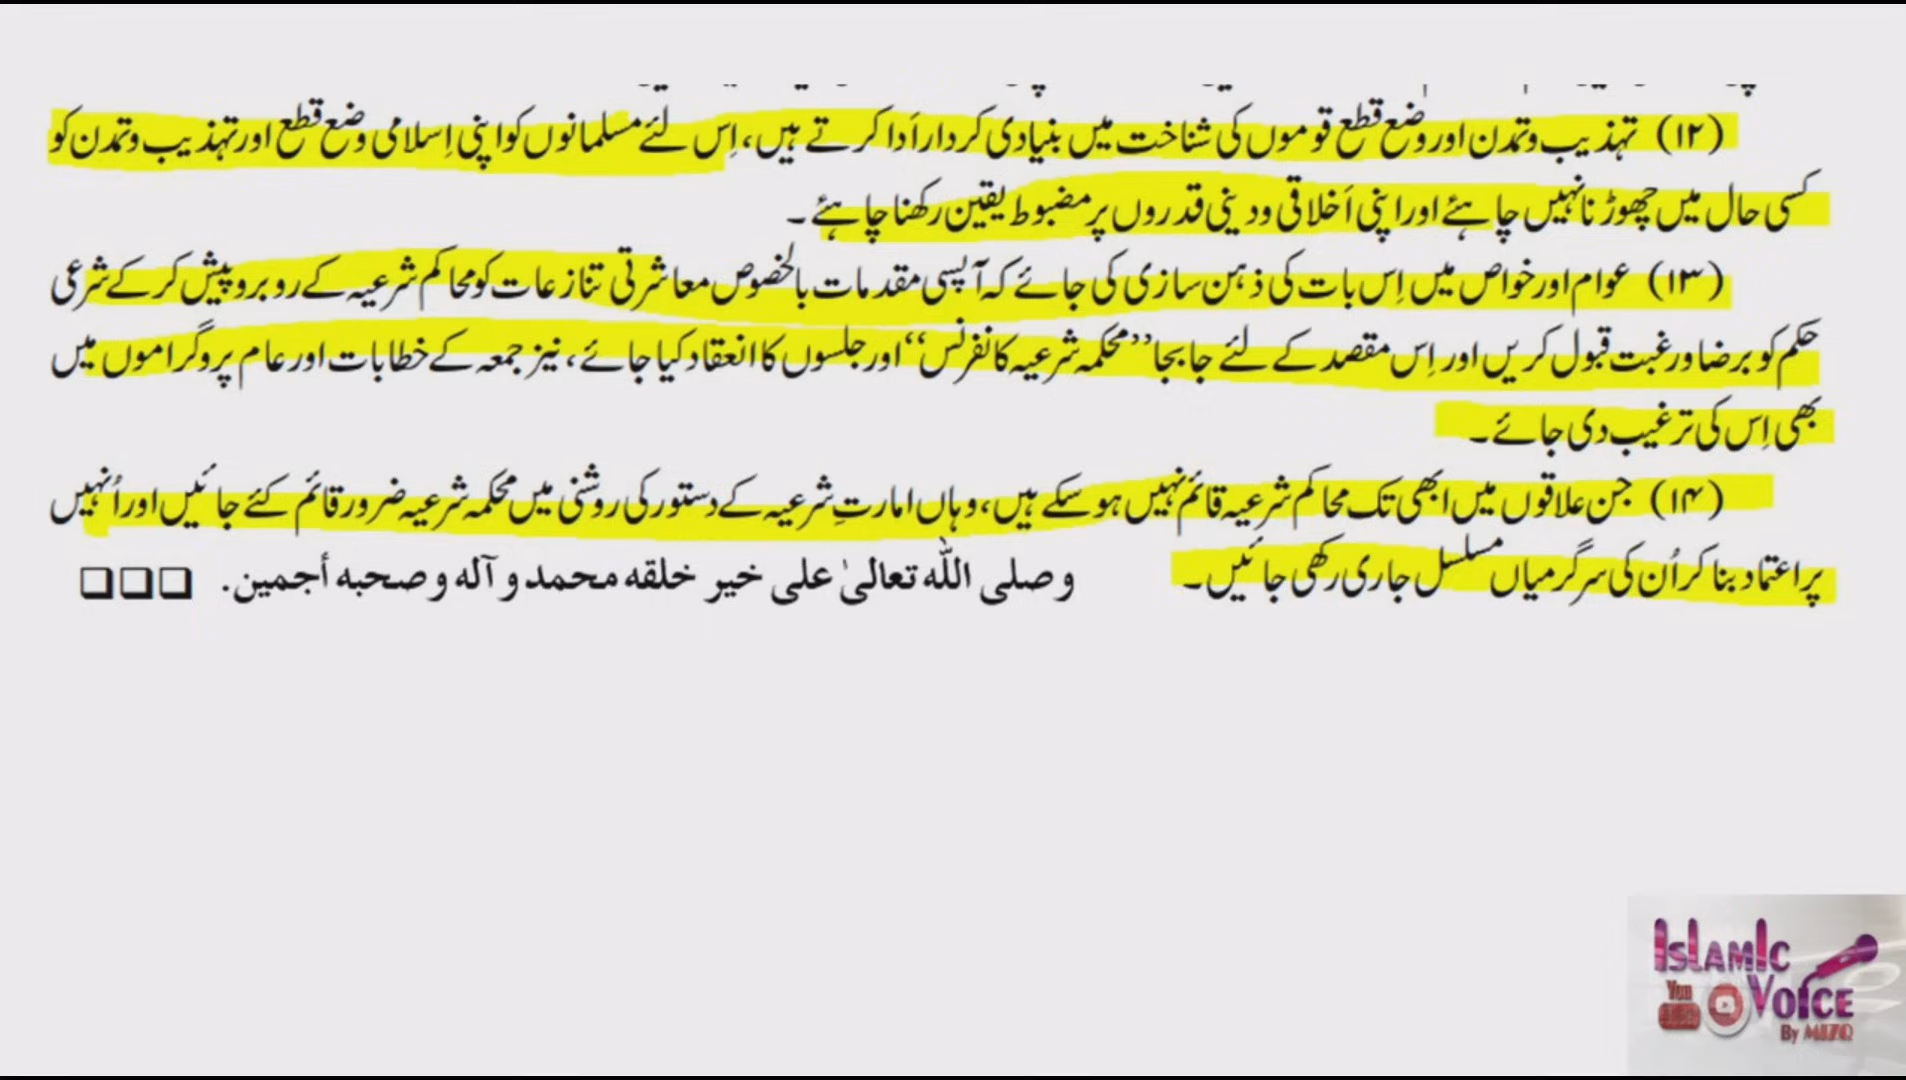 (۱۲) تہذیب وتمدن اور وضع قطع قوموں کی شناخت میں بنیادی کردار اَدا کرتے ہیں، اِس لئے مسلمانوں کو اپنی اِسلامی وضع قطع اور تہذیب وتمدن کو
کسی حال میں چھوڑنا نہیں چاہئے اور اپنی اَخلاقی ودینی قدروں پر مضبوط یقین رکھنا چاہئے۔
(۱۳) عوام اور خواص میں اِس بات کی ذہن سازی کی جائے کہ آپسی مقدمات بالخصوص معاشرتی تنازعات کو محاکم شرعیہ کے روبرو پیش کرکے شرعی
حکم کو برضا ورغبت قبول کریں اور اِس مقصد کے لئے جابجا ’’محکمہ شرعیہ کانفرنس‘‘ اور جلسوں کا انعقاد کیا جائے، نیز جمعہ کے خطابات اور عام پروگراموں میں
بھی اِس کی ترغیب دی جائے۔
(۱۴) جن علاقوں میں ابھی تک محاکم شرعیہ قائم نہیں ہوسکے ہیں، وہاں امارتِ شرعیہ کے دستور کی روشنی میں محکمہ شرعیہ ضرور قائم کئے جائیں اور اُنہیں
پر اعتماد بناکر اُن کی سرگرمیاں مسلسل جاری رکھی جائیں۔ وصلی اللہ تعالیٰ علی خیر خلقه محمد و آله و صحبه أجمین.
IslamIc
You VoIce
By